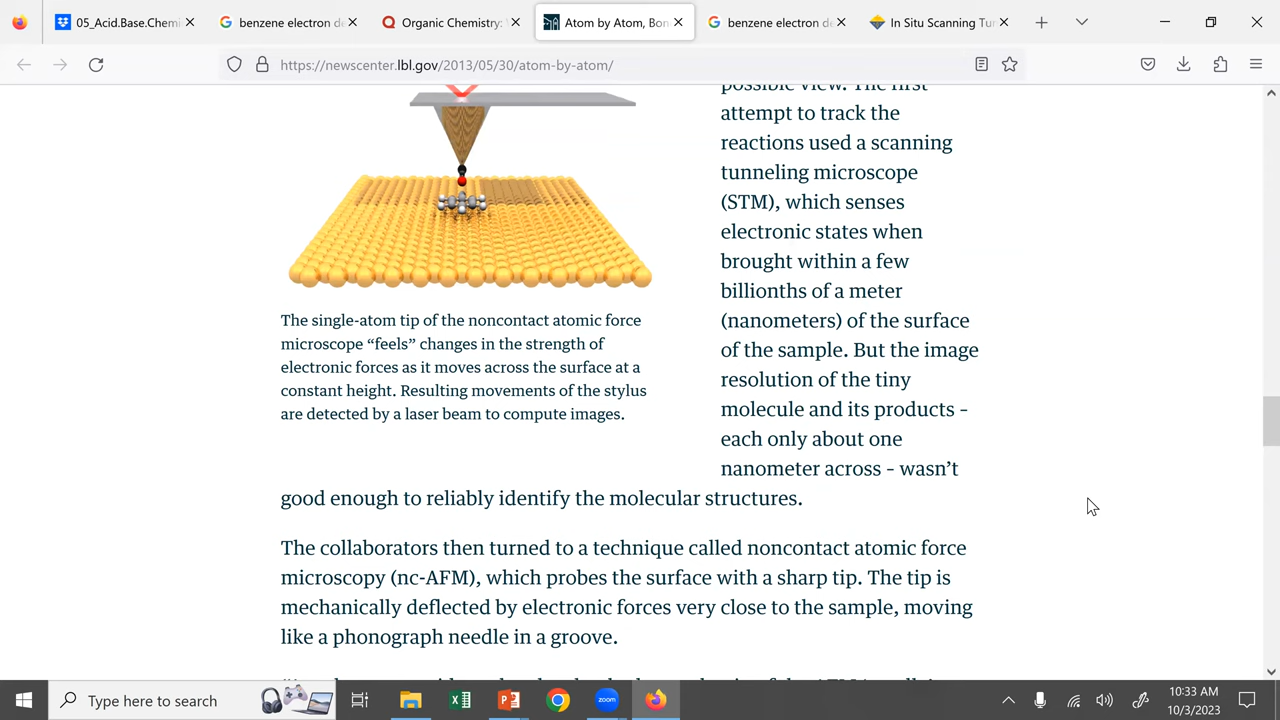 05_Acid.Base.Chemi
benzene electron de
Organic Chemistry:
Atom by Atom, Bon
benzene electron de
In Situ Scanning Tur
https://newscenter.lbl.gov/2013/05/30/atom-by-atom/
possible view. The first
attempt to track the
reactions used a scanning
tunneling microscope
(STM), which senses
electronic states when
brought within a few
billionths of a meter
(nanometers) of the surface
of the sample. But the image
resolution of the tiny
molecule and its products –
each only about one
nanometer across – wasn’t
The single-atom tip of the noncontact atomic force
microscope “feels” changes in the strength of
electronic forces as it moves across the surface at a
constant height. Resulting movements of the stylus
are detected by a laser beam to compute images.
good enough to reliably identify the molecular structures.
The collaborators then turned to a technique called noncontact atomic force
microscopy (nc-AFM), which probes the surface with a sharp tip. The tip is
mechanically deflected by electronic forces very close to the sample, moving
like a phonograph needle in a groove.
Type here to search
zoom
10:33 AM
10/3/2023